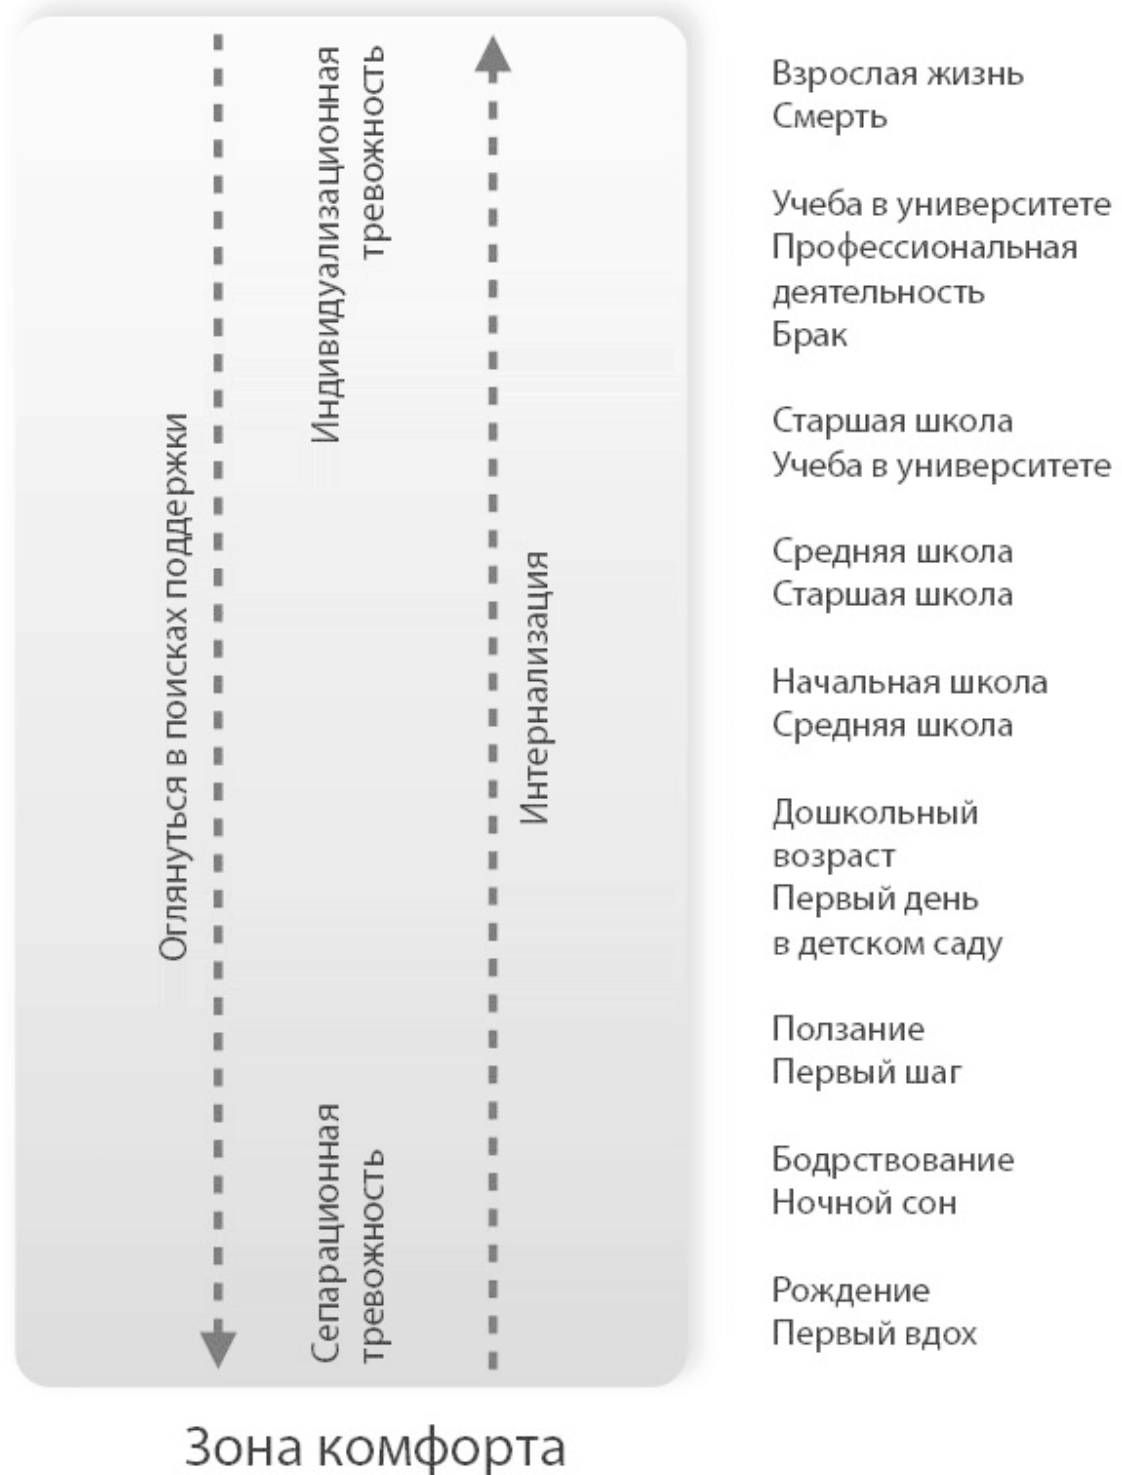 Оглянуться в поисках поддержки
Индивидуализационная
тревожность
Сепарационная
тревожность
Интернализация
Взрослая жизнь
Смерть
Учеба в университете
Профессиональная
деятельность
Брак
Старшая школа
Учеба в университете
Средняя школа
Старшая школа
Начальная школа
Средняя школа
Дошкольный
возраст
Первый день
в детском саду
Ползание
Первый шаг
Бодрствование
Ночной сон
Рождение
Первый вдох
Зона комфорта